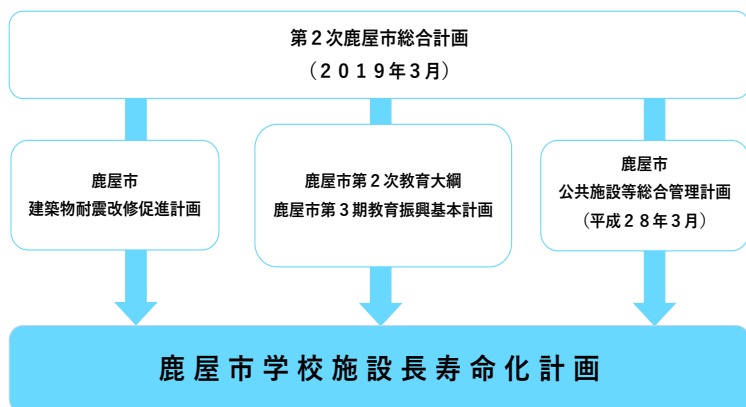 第２次鹿屋市総合計画
（２０１９年３月）
鹿屋市
建築物耐震改修促進計画
鹿屋市第２次教育大綱
鹿屋市第３期教育振興基本計画
鹿屋市
公共施設等総合管理計画
（平成２８年３月）
鹿屋市学校施設長寿命化計画